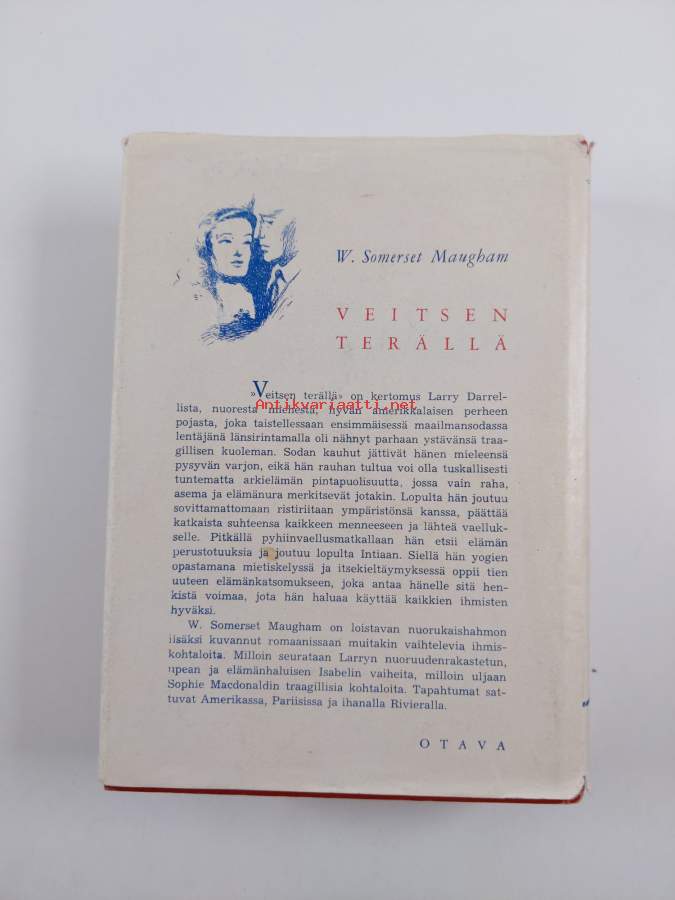 W. Somerset Maugham
VEITSEN
TERÄLLÄ
»Veitsen terällä» on kertomus Larry Darrel-
Antikvariaatti.net
lista, nuoresta miehestä, hyvän amerikkalaisen perheen
pojasta, joka taistellessaan ensimmäisessä maailmansodassa
lentäjänä länsirintamalla oli nähnyt parhaan ystävänsä traa-
gillisen kuoleman. Sodan kauhut jättivät hänen mieleensä
pysyvän varjon, eikä hän rauhan tultua voi olla tuskallisesti
tuntematta arkielämän pintapuolisuutta, jossa vain raha,
asema ja elämänura merkitsevät jotakin. Lopulta hän joutuu
sovittamattomaan ristiriitaan ympäristönsä kanssa, päättää
katkaista suhteensa kaikkeen menneeseen ja lähteä vaelluk-
selle. Pitkällä pyhiinvaellusmatkallaan hän etsii elämän
perustotuuksia ja joutuu lopulta Intiaan. Siellä hän yogien
opastamana mietiskelyssä ja itsekieltäymyksessä oppii tien
uuteen elämänkatsomukseen, joka antaa hänelle sitä hen-
kistä voimaa, jota hän haluaa käyttää kaikkien ihmisten
hyväksi.
W. Somerset Maugham on loistavan nuorukaishahmon
lisäksi kuvannut romaanissaan muitakin vaihtelevia ihmis-
kohtaloita. Milloin seurataan Larryn nuoruudenrakastetun,
upean ja elämänhaluisen Isabelin vaiheita, milloin uljaan
Sophie Macdonaldin traagillisia kohtaloita. Tapahtumat sat-
tuvat Amerikassa, Pariisissa ja ihanalla Rivieralla.
OTAVA